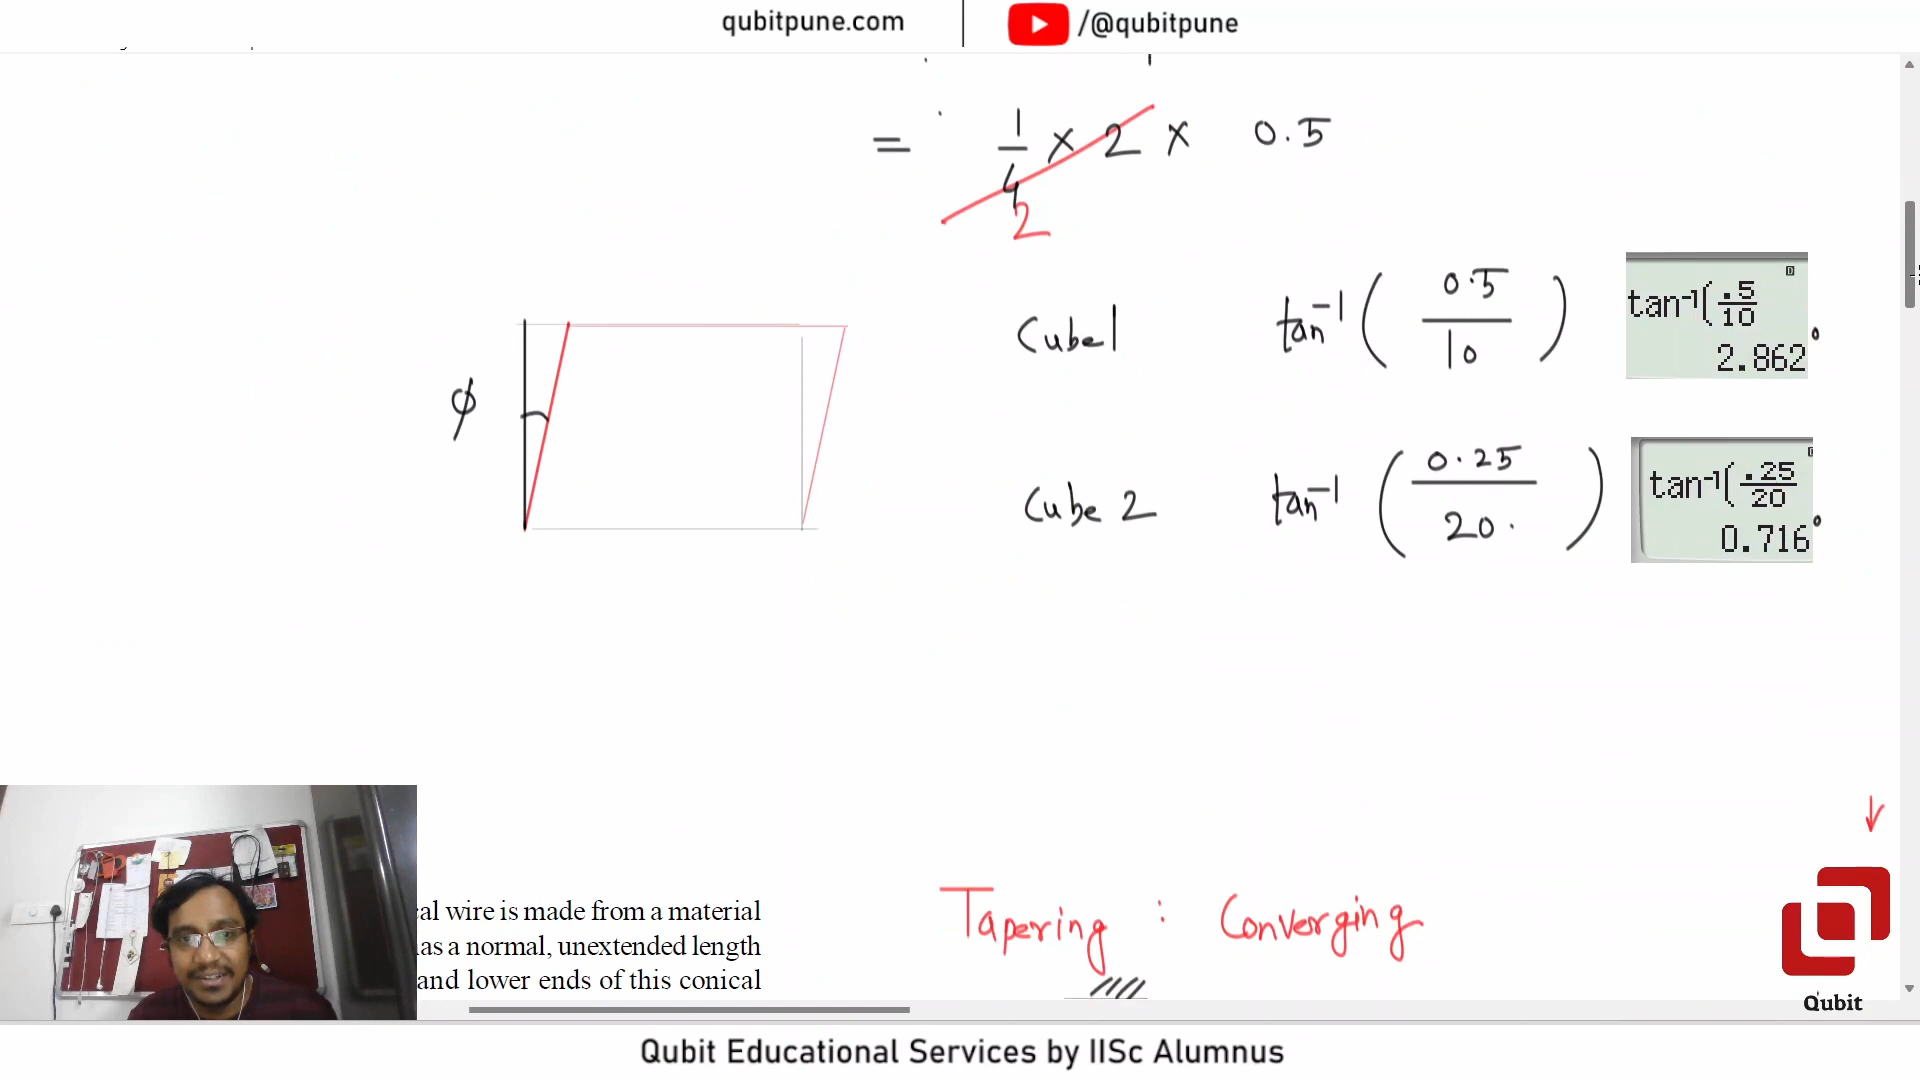 qubitpune.com
/@qubitpune
= 1/4 × 2 × 0.5
2
Cube1 tan⁻¹ ( 0.5 / 10 )
tan⁻¹( .5 / 10
2.862°
ϕ
Cube 2 tan⁻¹ ( 0.25 / 20. )
tan⁻¹( .25 / 20
0.716°
al wire is made from a material
as a normal, unextended length
and lower ends of this conical
Tapering : Converging
Qubit
Qubit Educational Services by IISc Alumnus